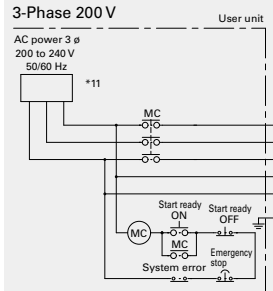 3-Phase 200 V
User unit
AC power 3 ø
200 to 240 V
50/60 Hz
*11
MC
Start ready
ON
Start ready
OFF
MC
MC
Emergency
stop
System error